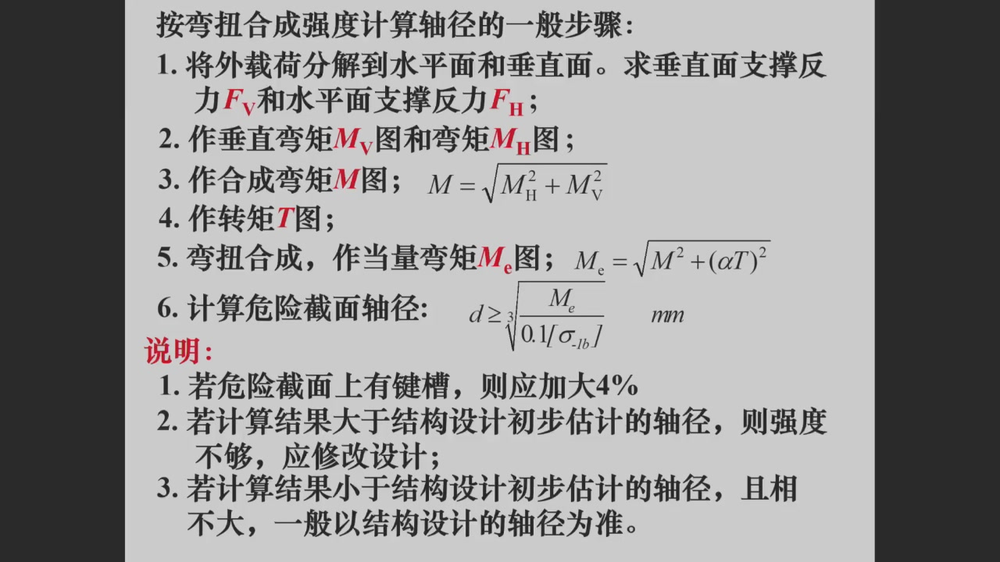 按弯扭合成强度计算轴径的一般步骤:
1. 将外载荷分解到水平面和垂直面。求垂直面支撑反
力FV和水平面支撑反力FH；
2. 作垂直弯矩MV图和弯矩MH图；
3. 作合成弯矩M图； M = √(M²H + M²V)
4. 作转矩T图；
5. 弯扭合成，作当量弯矩Me图； Me = √(M² + (αT)²)
6. 计算危险截面轴径: d ≥ ∛(Me / 0.1[σ-1b]) mm
说明:
1. 若危险截面上有键槽，则应加大4%
2. 若计算结果大于结构设计初步估计的轴径，则强度
不够，应修改设计；
3. 若计算结果小于结构设计初步估计的轴径，且相
不大，一般以结构设计的轴径为准。